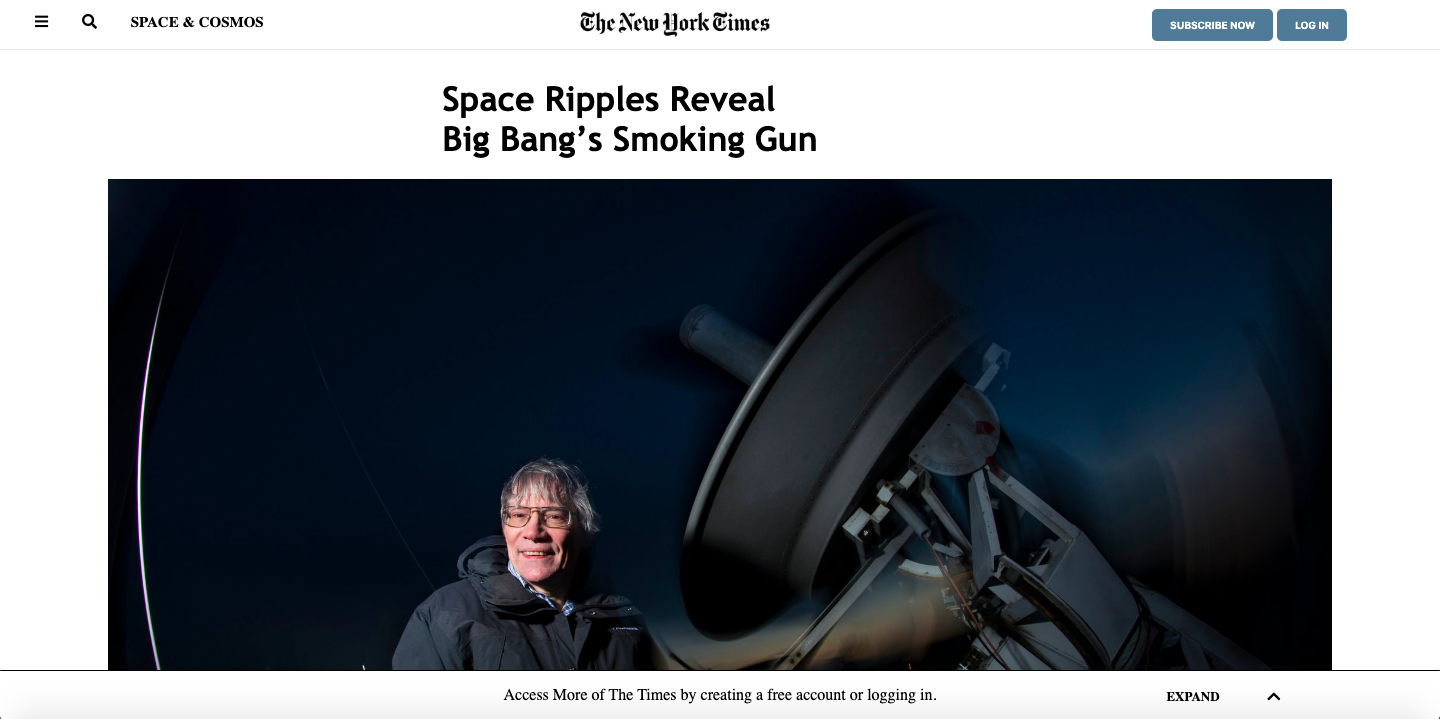 SPACE & COSMOS
The New York Times
SUBSCRIBE NOW
LOG IN
Space Ripples Reveal
Big Bang’s Smoking Gun
Access More of The Times by creating a free account or logging in.
EXPAND